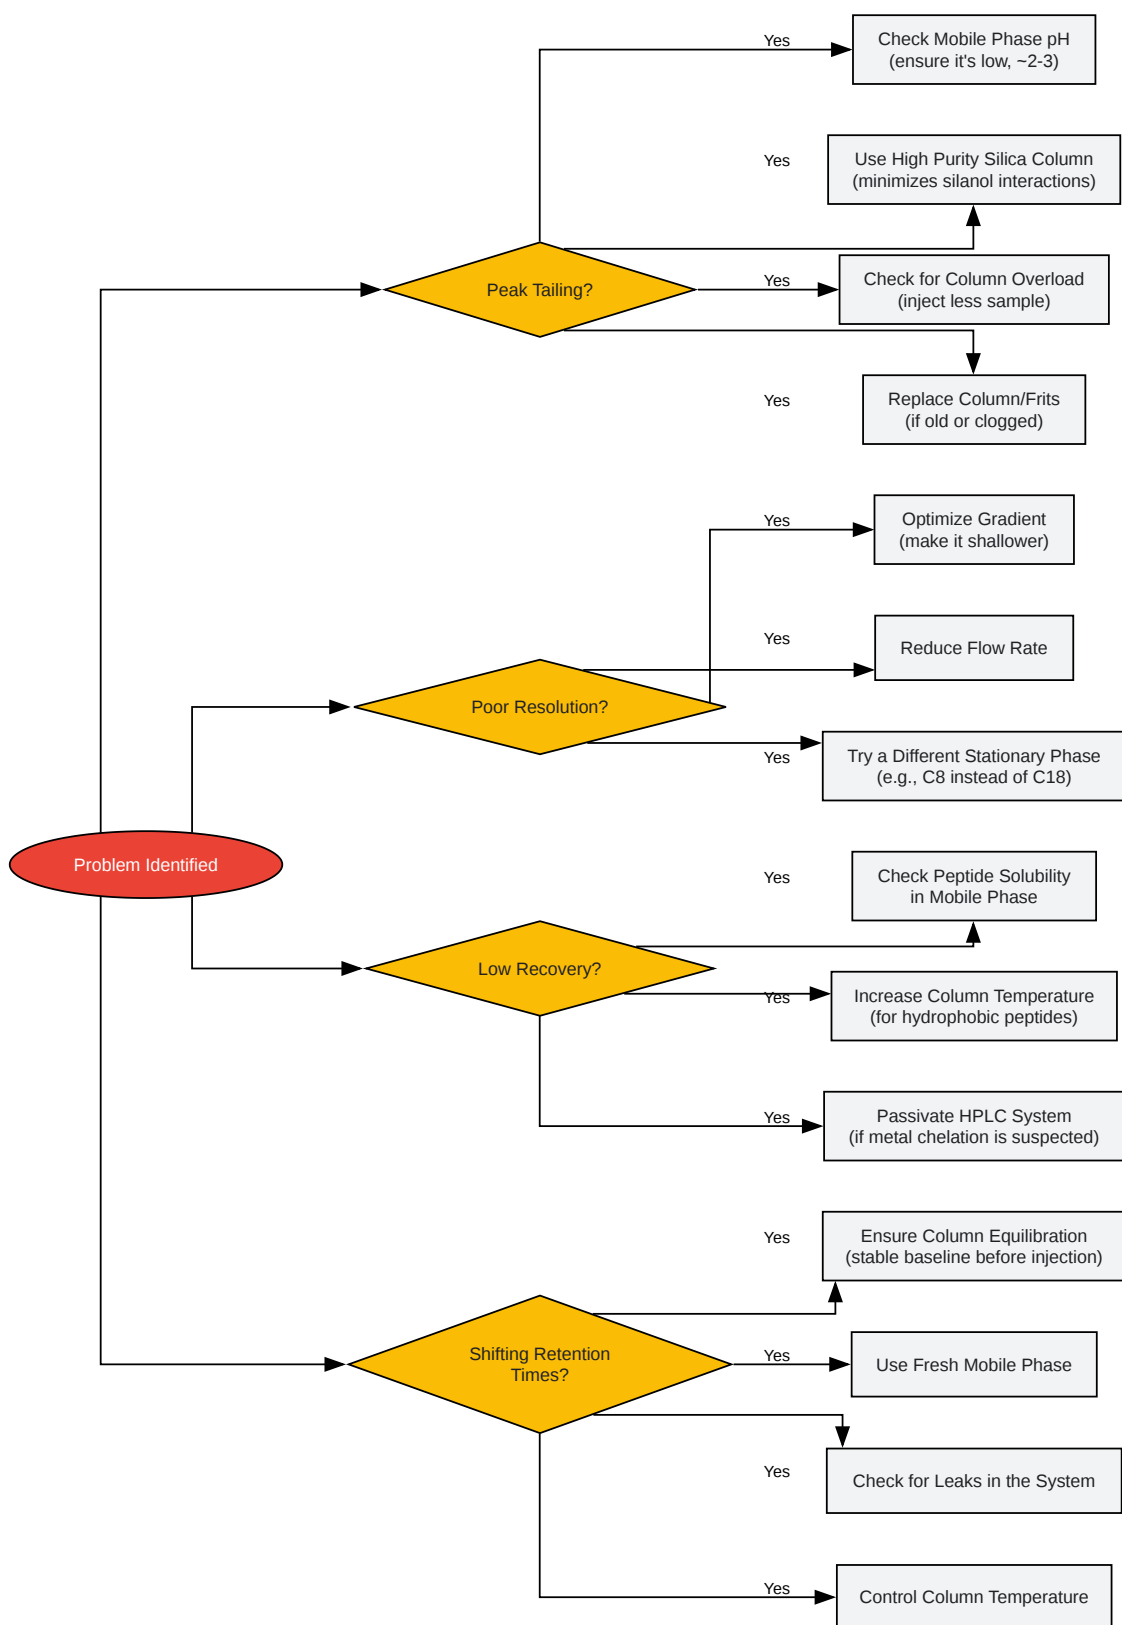 Yes
Check Mobile Phase pH
(ensure it's low, ~2-3)
Yes
Use High Purity Silica Column
(minimizes silanol interactions)
Peak Tailing?
Yes
Check for Column Overload
(inject less sample)
Yes
Replace Column/Frits
(if old or clogged)
Yes
Optimize Gradient
(make it shallower)
Yes
Reduce Flow Rate
Poor Resolution?
Yes
Try a Different Stationary Phase
(e.g., C8 instead of C18)
Problem Identified
Yes
Check Peptide Solubility
in Mobile Phase
Low Recovery?
Yes
Increase Column Temperature
(for hydrophobic peptides)
Yes
Passivate HPLC System
(if metal chelation is suspected)
Yes
Ensure Column Equilibration
(stable baseline before injection)
Shifting Retention
Times?
Yes
Use Fresh Mobile Phase
Yes
Check for Leaks in the System
Yes
Control Column Temperature